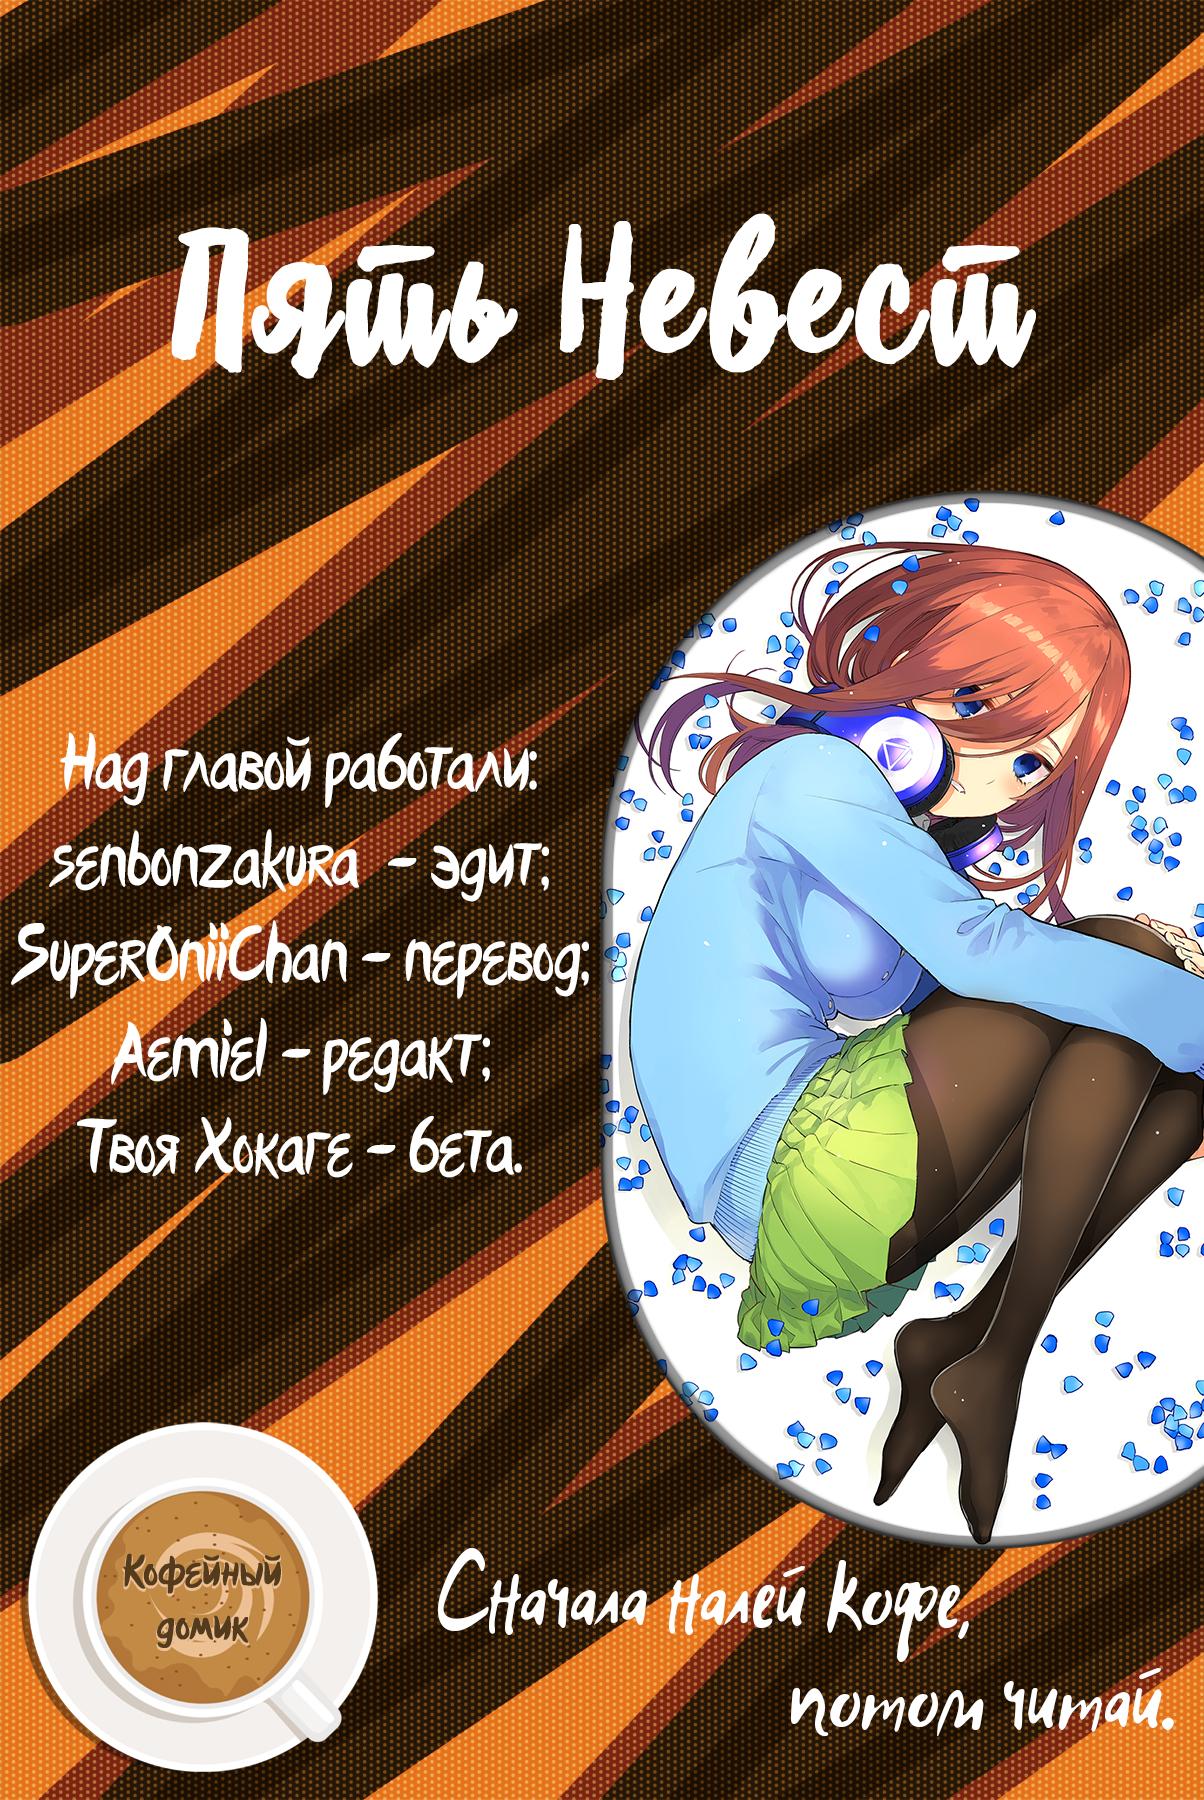 Пять Невест
Над главой работали:
senbonzakura - эдит;
SuperOniiChan - перевод;
Aemiel - редакт;
Твоя Хокаге - бета.
Кофейный
домик
Сначала налей кофе,
потом читай.